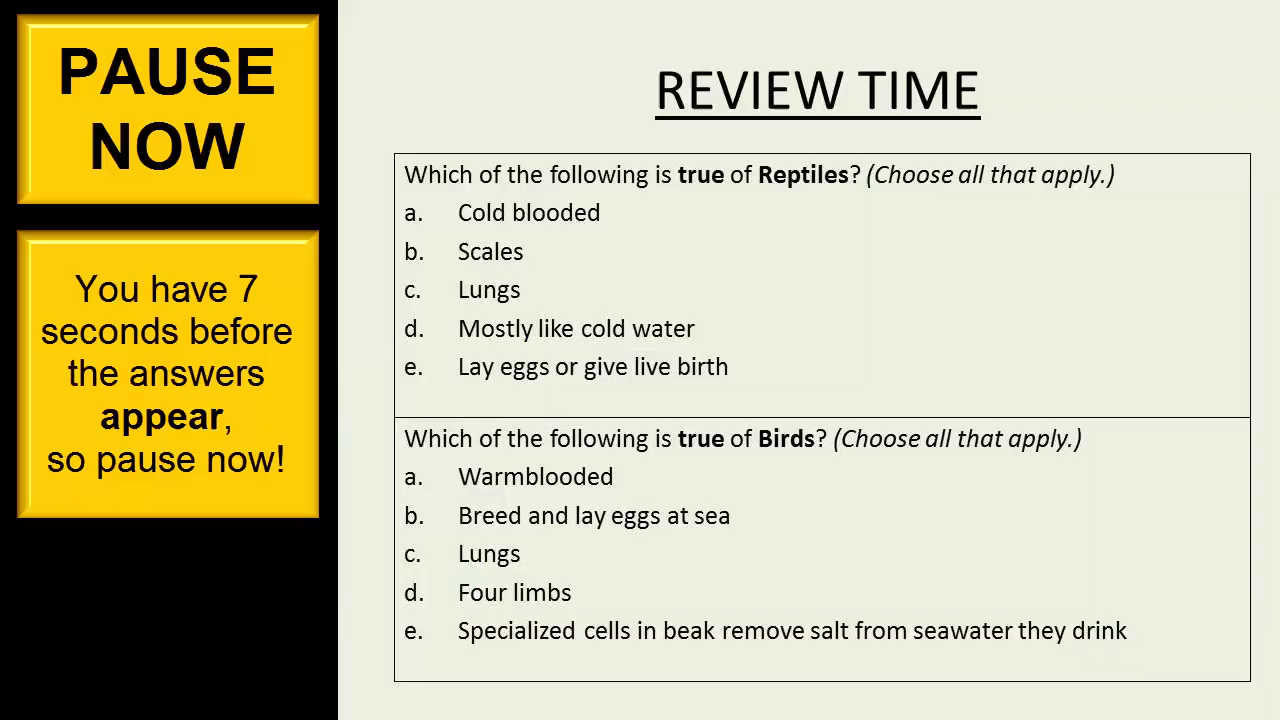 PAUSE
NOW
You have 7
seconds before
the answers
appear,
so pause now!
REVIEW TIME
Which of the following is true of Reptiles? (Choose all that apply.)
a. Cold blooded
b. Scales
c. Lungs
d. Mostly like cold water
e. Lay eggs or give live birth
Which of the following is true of Birds? (Choose all that apply.)
a. Warmblooded
b. Breed and lay eggs at sea
c. Lungs
d. Four limbs
e. Specialized cells in beak remove salt from seawater they drink